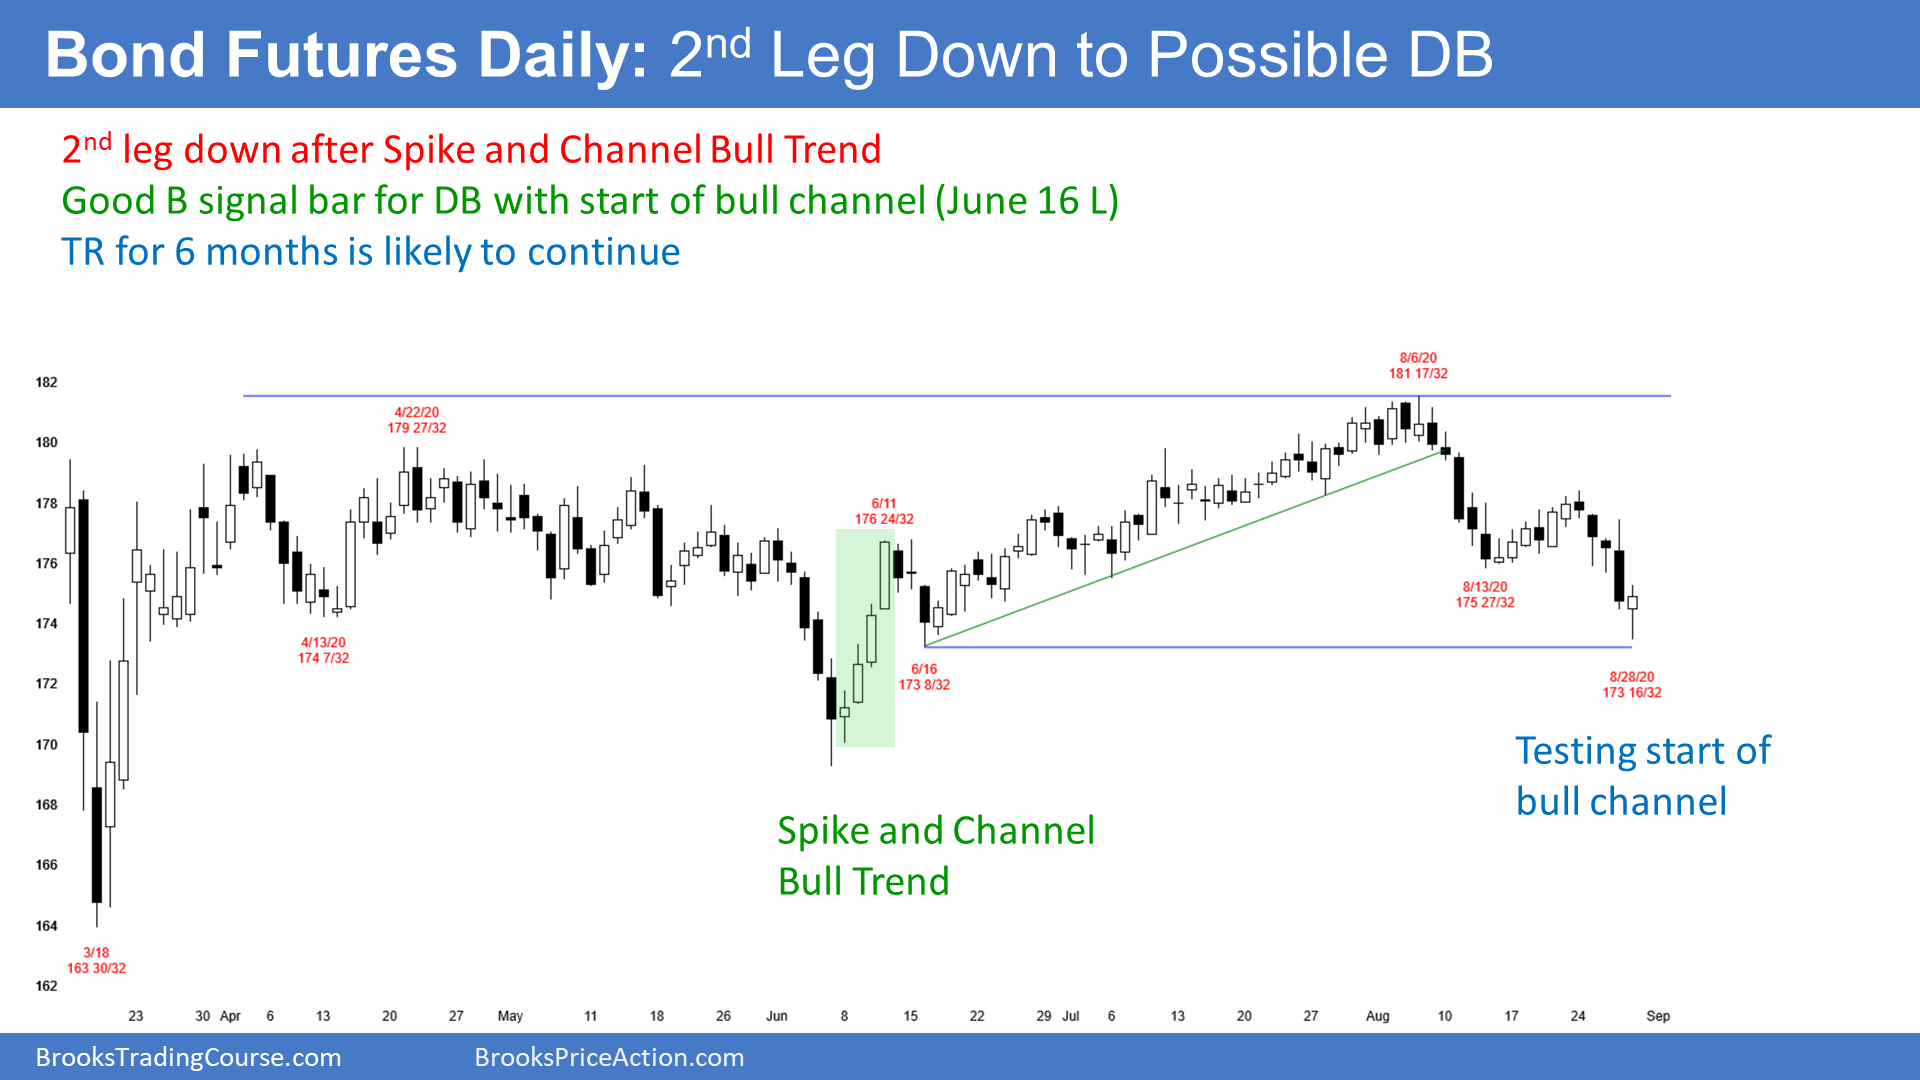 Bond Futures Daily: 2nd Leg Down to Possible DB
2nd leg down after Spike and Channel Bull Trend
Good B signal bar for DB with start of bull channel (June 16 L)
TR for 6 months is likely to continue
8/6/20
181 17/32
182
4/22/20
179 27/32
180
6/11
176 24/32
178
176
8/13/20
175 27/32
174
4/13/20
174 7/32
6/16
173 8/32
8/28/20
173 16/32
172
170
Testing start of
bull channel
168
Spike and Channel
Bull Trend
166
164
3/18
163 30/32
162
23 30 Apr 6 13 20 27 May 11 18 26 Jun 8 15 22 29 Jul 6 13 20 27 Aug 10 17 24 Sep
BrooksTradingCourse.com BrooksPriceAction.com